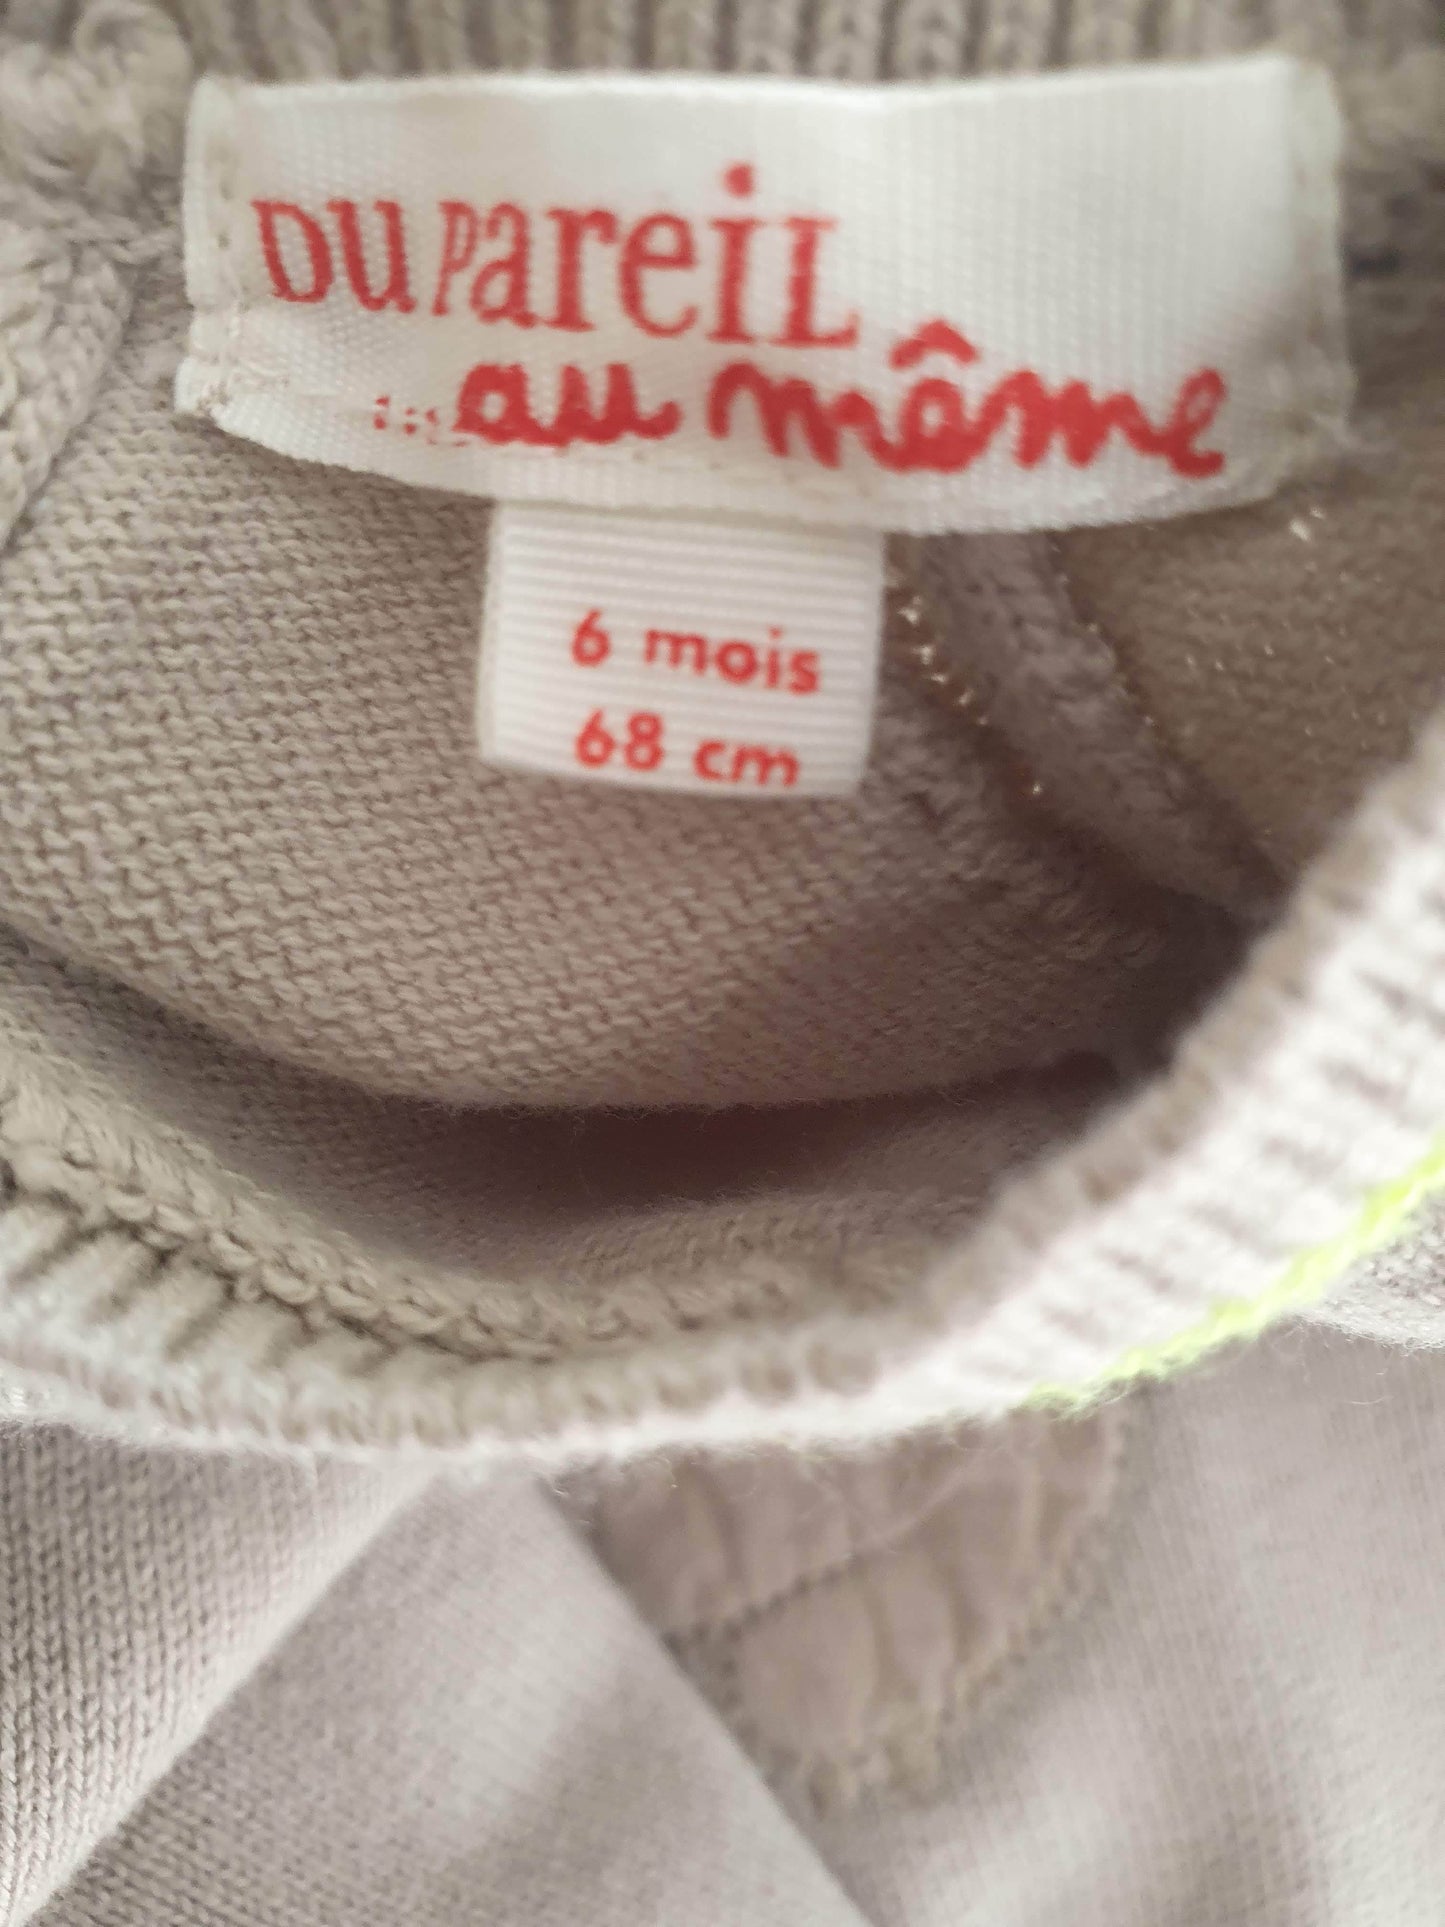 DU PAREIL
...au même
6 mois
68 cm